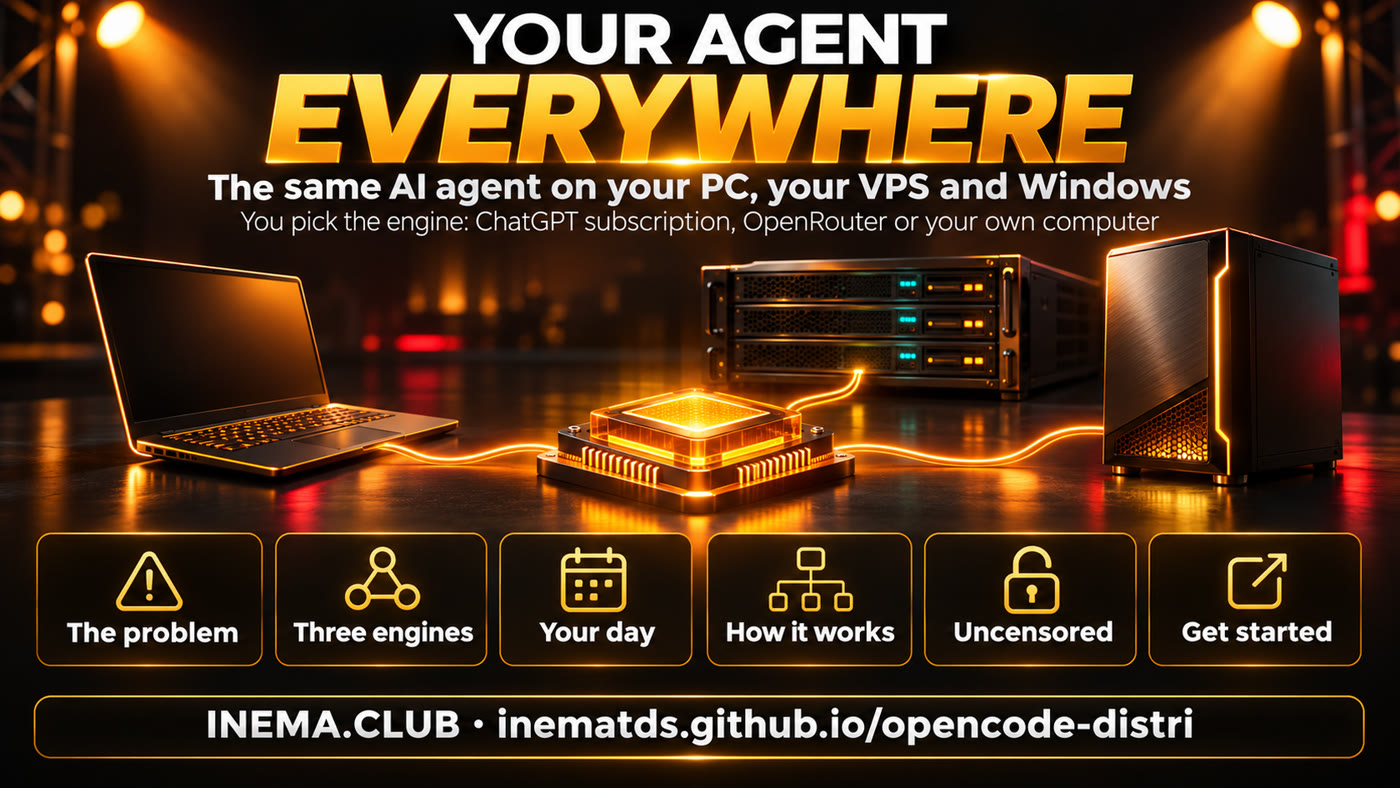 YOUR AGENT
EVERYWHERE
The same AI agent on your PC, your VPS and Windows
You pick the engine: ChatGPT subscription, OpenRouter or your own computer
The problem
Three engines
Your day
How it works
Uncensored
Get started
INEMA.CLUB · inematds.github.io/opencode-distri